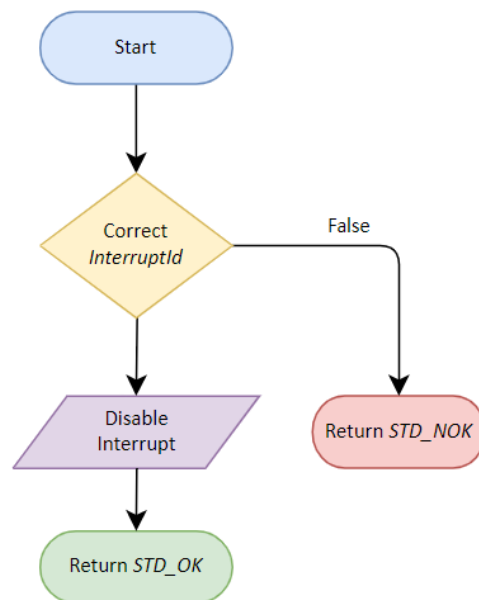 Start
Correct
InterruptId
False
Disable
Interrupt
Return STD_NOK
Return STD_OK